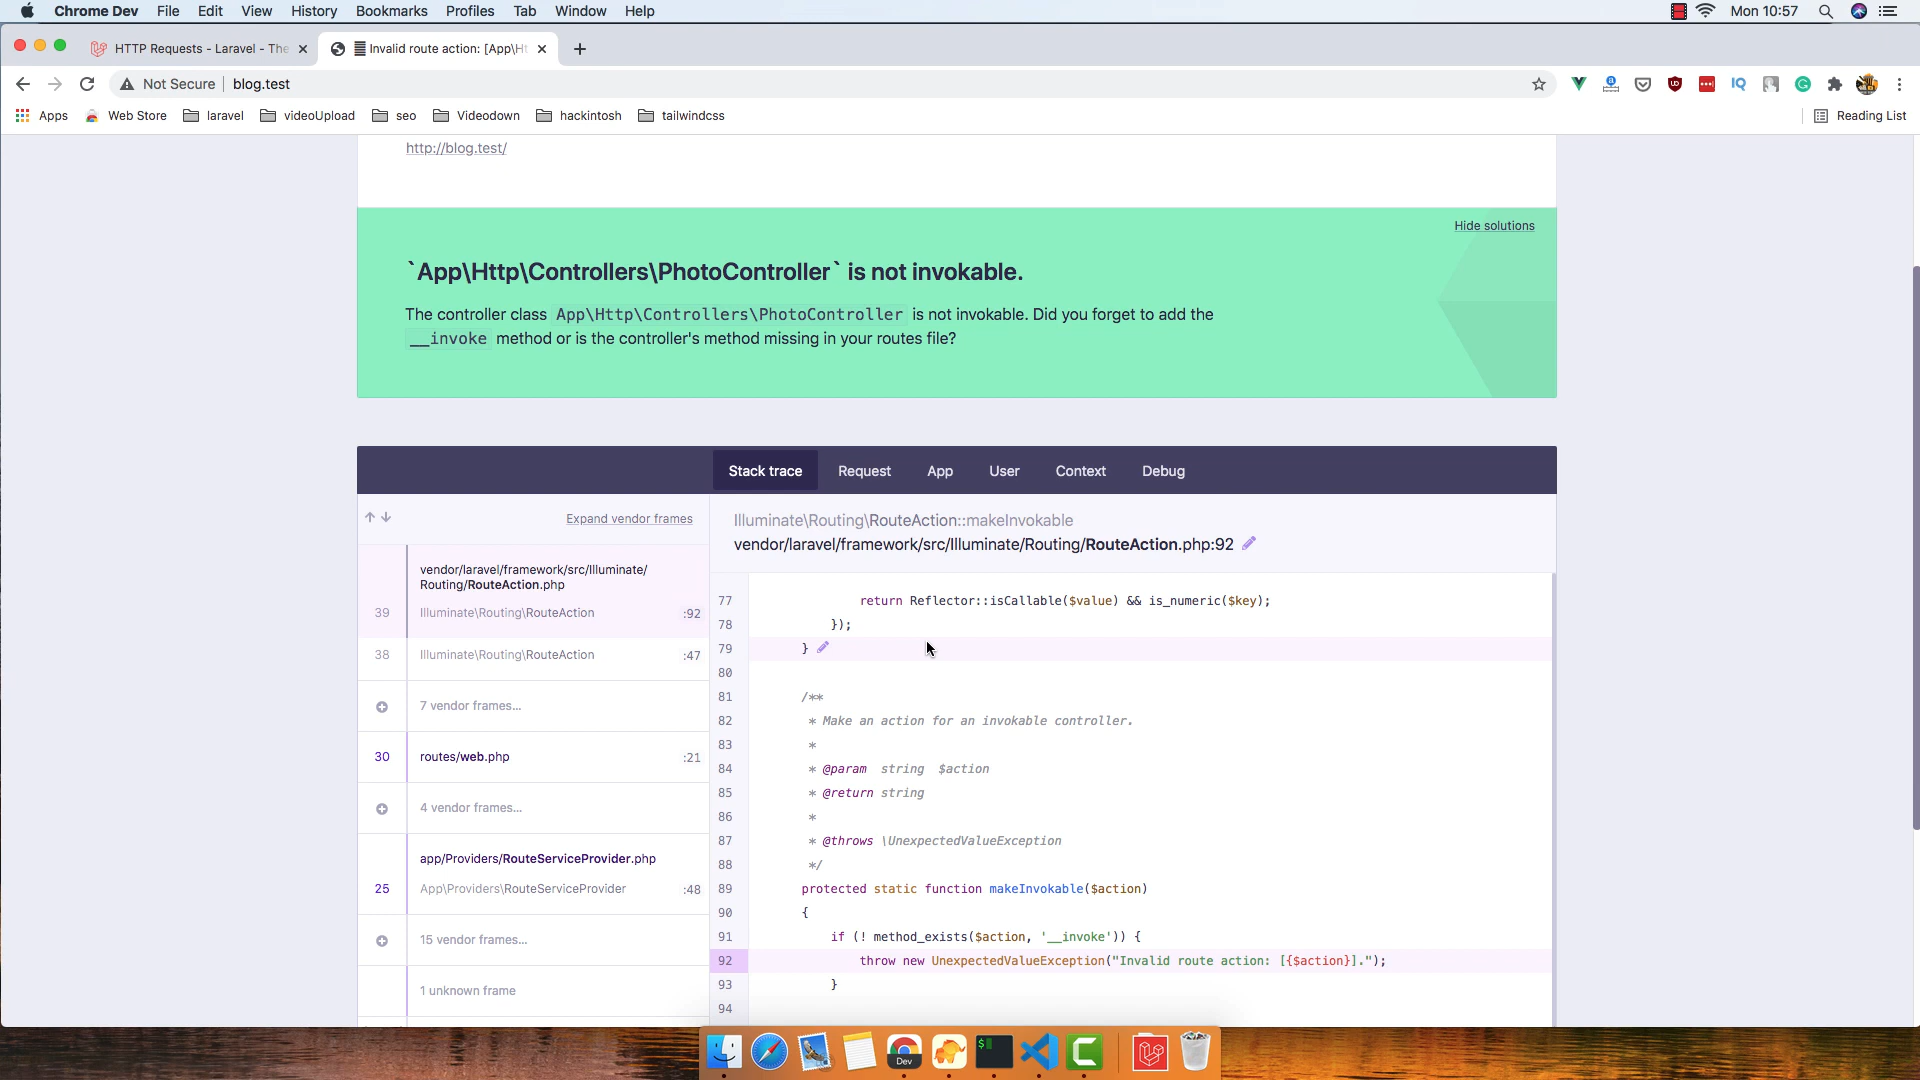 Chrome Dev File Edit View History Bookmarks Profiles Tab Window Help Mon 10:57
HTTP Requests - Laravel - The Invalid route action: [App\Ht
Not Secure blog.test
Apps Web Store laravel videoUpload seo Videodown hackintosh tailwindcss Reading List
http://blog.test/
Hide solutions
`App\Http\Controllers\PhotoController` is not invokable.
The controller class App\Http\Controllers\PhotoController is not invokable. Did you forget to add the
__invoke method or is the controller's method missing in your routes file?
Stack trace Request App User Context Debug
Expand vendor frames
vendor/laravel/framework/src/Illuminate/
Routing/RouteAction.php
39 Illuminate\Routing\RouteAction :92
38 Illuminate\Routing\RouteAction :47
7 vendor frames...
30 routes/web.php :21
4 vendor frames...
app/Providers/RouteServiceProvider.php
25 App\Providers\RouteServiceProvider :48
15 vendor frames...
1 unknown frame
Illuminate\Routing\RouteAction::makeInvokable
vendor/laravel/framework/src/Illuminate/Routing/RouteAction.php:92
77 return Reflector::isCallable($value) && is_numeric($key);
78 });
79 }
80
81 /**
82 * Make an action for an invokable controller.
83 *
84 * @param string $action
85 * @return string
86 *
87 * @throws \UnexpectedValueException
88 */
89 protected static function makeInvokable($action)
90 {
91 if (! method_exists($action, '__invoke')) {
92 throw new UnexpectedValueException("Invalid route action: [{$action}].");
93 }
94
Dev